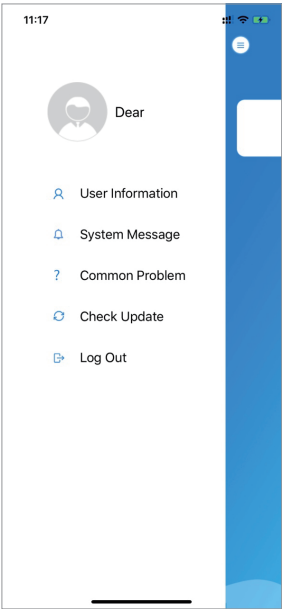 11:17
Dear
User Information
System Message
? Common Problem
Check Update
Log Out